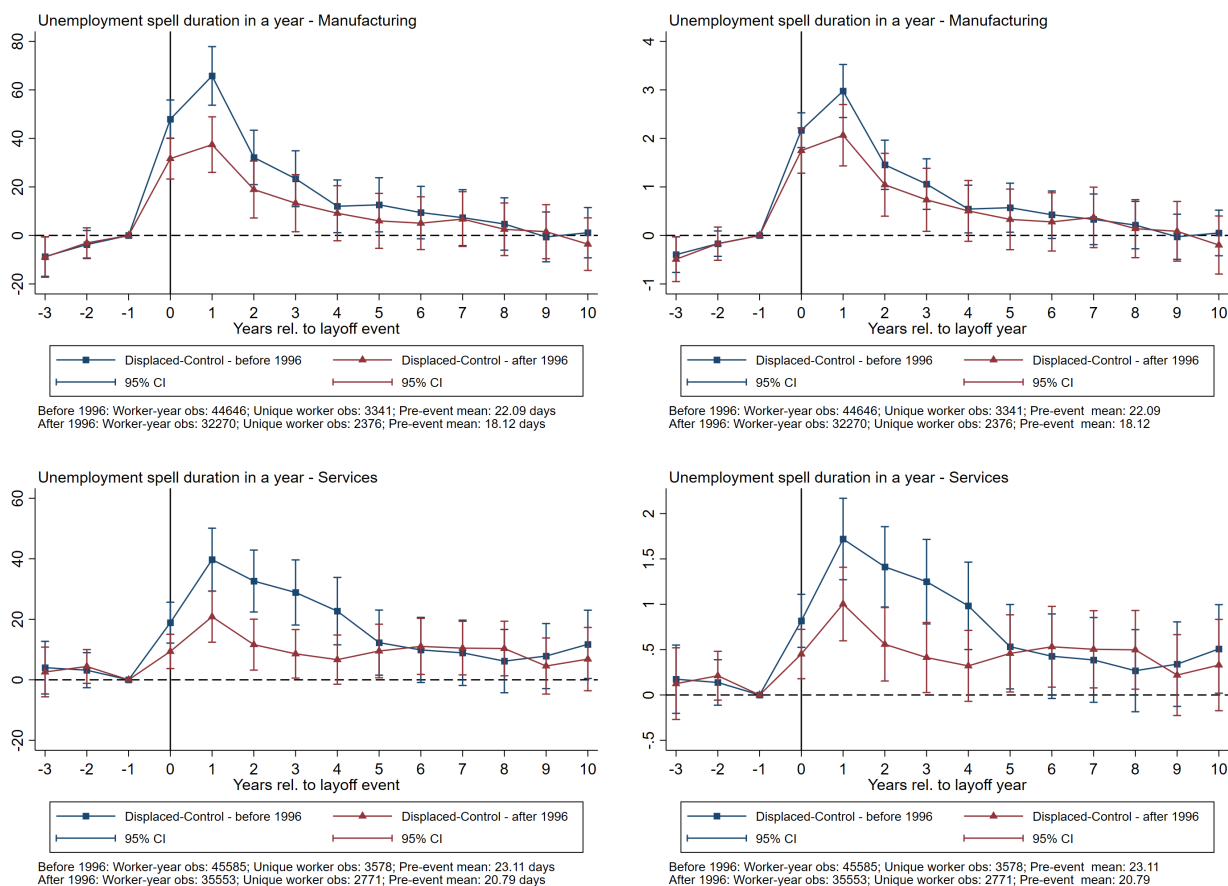 Unemployment spell duration in a year - Manufacturing
80
60
40
20
0
-20
-3 -2 -1 0 1 2 3 4 5 6 7 8 9 10
Years rel. to layoff event
Displaced-Control - before 1996 Displaced-Control - after 1996
95% CI 95% CI
Before 1996: Worker-year obs: 44646; Unique worker obs: 3341; Pre-event mean: 22.09 days
After 1996: Worker-year obs: 32270; Unique worker obs: 2376; Pre-event mean: 18.12 days
Unemployment spell duration in a year - Manufacturing
4
3
2
1
0
-1
-3 -2 -1 0 1 2 3 4 5 6 7 8 9 10
Years rel. to layoff year
Displaced-Control - before 1996 Displaced-Control - after 1996
95% CI 95% CI
Before 1996: Worker-year obs: 44646; Unique worker obs: 3341; Pre-event  mean: 22.09
After 1996: Worker-year obs: 32270; Unique worker obs: 2376; Pre-event  mean: 18.12
Unemployment spell duration in a year - Services
60
40
20
0
-20
-3 -2 -1 0 1 2 3 4 5 6 7 8 9 10
Years rel. to layoff event
Displaced-Control - before 1996 Displaced-Control - after 1996
95% CI 95% CI
Before 1996: Worker-year obs: 45585; Unique worker obs: 3578; Pre-event mean: 23.11 days
After 1996: Worker-year obs: 35553; Unique worker obs: 2771; Pre-event mean: 20.79 days
Unemployment spell duration in a year - Services
2
1.5
1
.5
0
-.5
-3 -2 -1 0 1 2 3 4 5 6 7 8 9 10
Years rel. to layoff year
Displaced-Control - before 1996 Displaced-Control - after 1996
95% CI 95% CI
Before 1996: Worker-year obs: 45585; Unique worker obs: 3578; Pre-event  mean: 23.11
After 1996: Worker-year obs: 35553; Unique worker obs: 2771; Pre-event  mean: 20.79